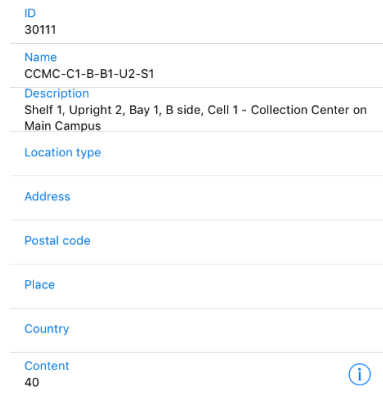 ID
30111
Name
CCMC-C1-B-B1-U2-S1
Description
Shelf 1, Upright 2, Bay 1, B side, Cell 1 - Collection Center on
Main Campus
Location type
Address
Postal code
Place
Country
Content
40